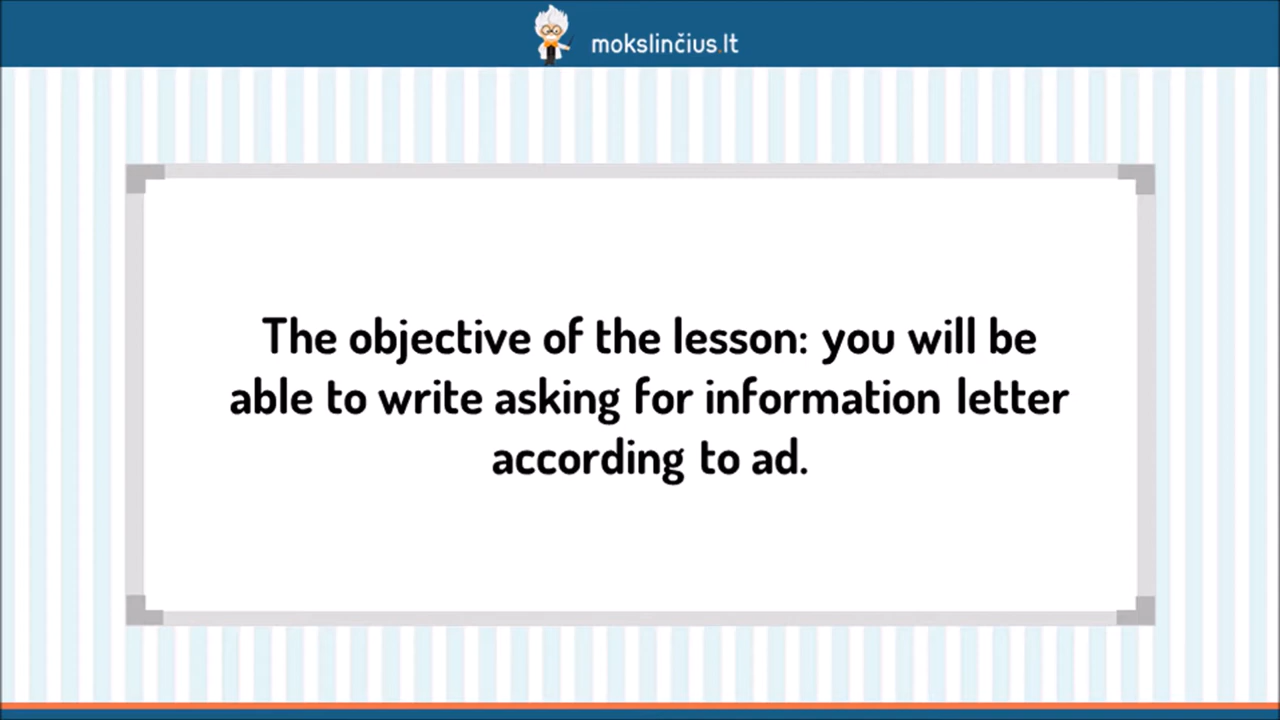 mokslinčius.lt
The objective of the lesson: you will be
able to write asking for information letter
according to ad.